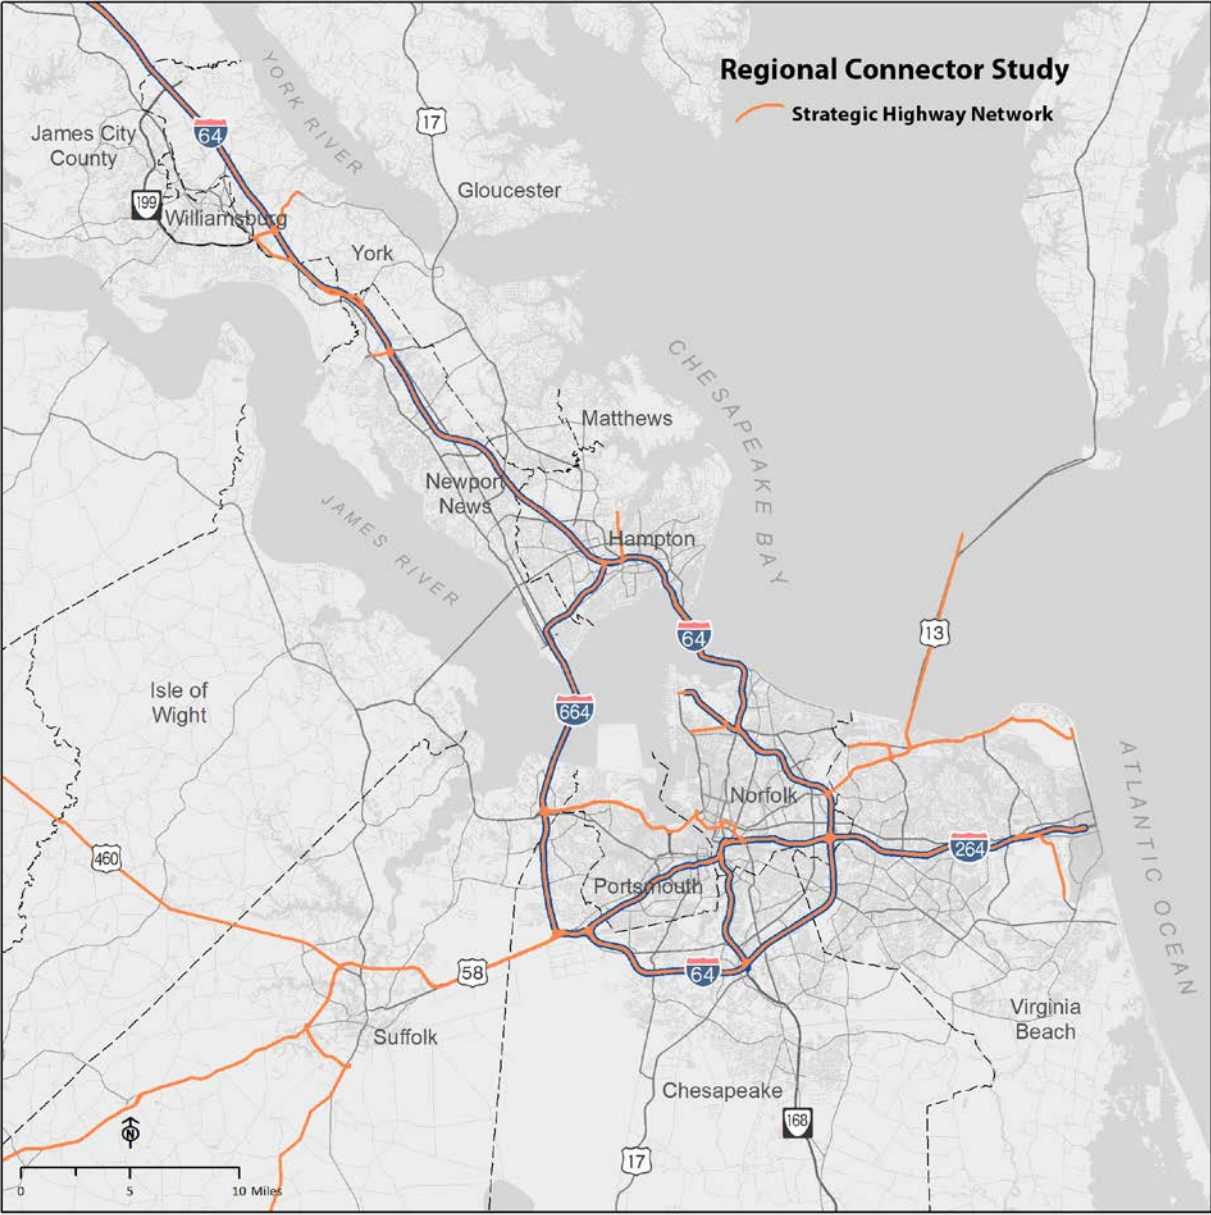 Regional Connector Study
Strategic Highway Network
YORK RIVER
17
James City
County
64
Gloucester
199
Williamsburg
York
CHESAPEAKE BAY
Matthews
Newport
News
JAMES RIVER
Hampton
13
64
Isle of
Wight
664
ATLANTIC OCEAN
Norfolk
460
264
Portsmouth
58
64
Virginia
Beach
Suffolk
Chesapeake
168
N
17
0 5 10 Miles